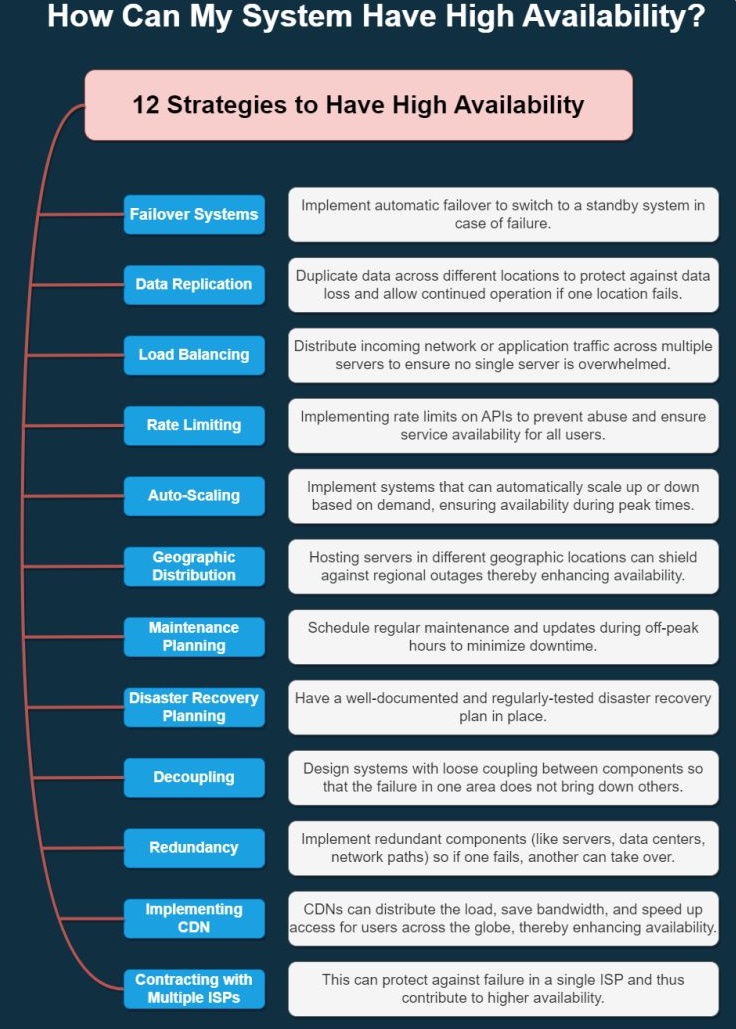 How Can My System Have High Availability?
12 Strategies to Have High Availability
Failover Systems
Implement automatic failover to switch to a standby system in
case of failure.
Data Replication
Duplicate data across different locations to protect against data
loss and allow continued operation if one location fails.
Load Balancing
Distribute incoming network or application traffic across multiple
servers to ensure no single server is overwhelmed.
Rate Limiting
Implementing rate limits on APIs to prevent abuse and ensure
service availability for all users.
Auto-Scaling
Implement systems that can automatically scale up or down
based on demand, ensuring availability during peak times.
Geographic
Distribution
Hosting servers in different geographic locations can shield
against regional outages thereby enhancing availability.
Maintenance
Planning
Schedule regular maintenance and updates during off-peak
hours to minimize downtime.
Disaster Recovery
Planning
Have a well-documented and regularly-tested disaster recovery
plan in place.
Decoupling
Design systems with loose coupling between components so
that the failure in one area does not bring down others.
Redundancy
Implement redundant components (like servers, data centers,
network paths) so if one fails, another can take over.
Implementing
CDN
CDNs can distribute the load, save bandwidth, and speed up
access for users across the globe, thereby enhancing availability.
Contracting with
Multiple ISPs
This can protect against failure in a single ISP and thus
contribute to higher availability.